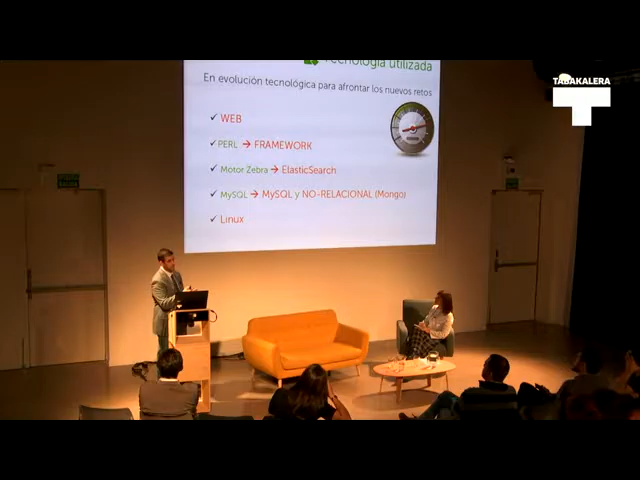 Tecnología utilizada
TABAKALERA
En evolución tecnológica para afrontar los nuevos retos
✓ WEB
✓ PERL → FRAMEWORK
✓ Motor Zebra → ElasticSearch
✓ MySQL → MySQL y NO-RELACIONAL (Mongo)
✓ Linux